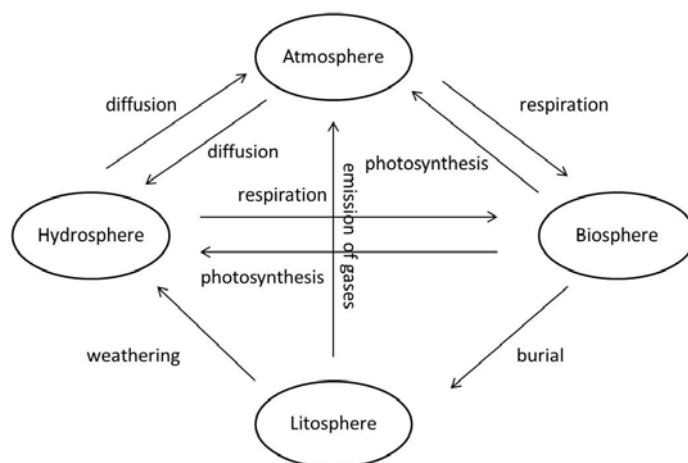 Atmosphere
diffusion
respiration
diffusion
photosynthesis
respiration
emission of gases
Hydrosphere
Biosphere
photosynthesis
weathering
burial
Litosphere